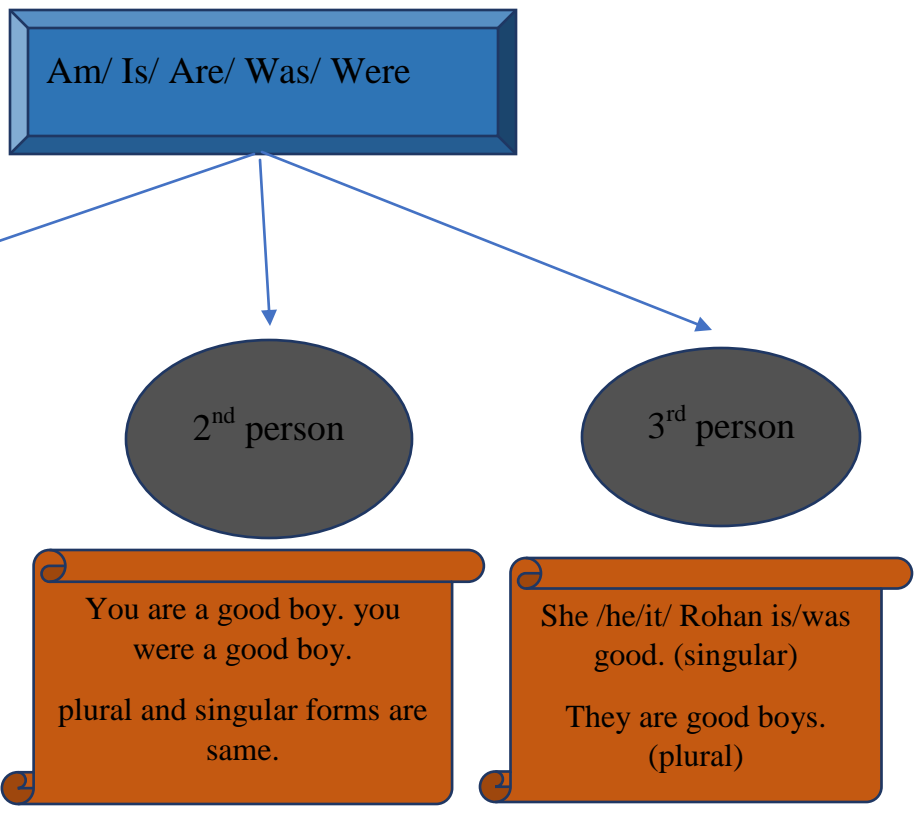 Am/ Is/ Are/ Was/ Were
2nd person
3rd person
You are a good boy. you
were a good boy.
plural and singular forms are
same.
She /he/it/ Rohan is/was
good. (singular)
They are good boys.
(plural)